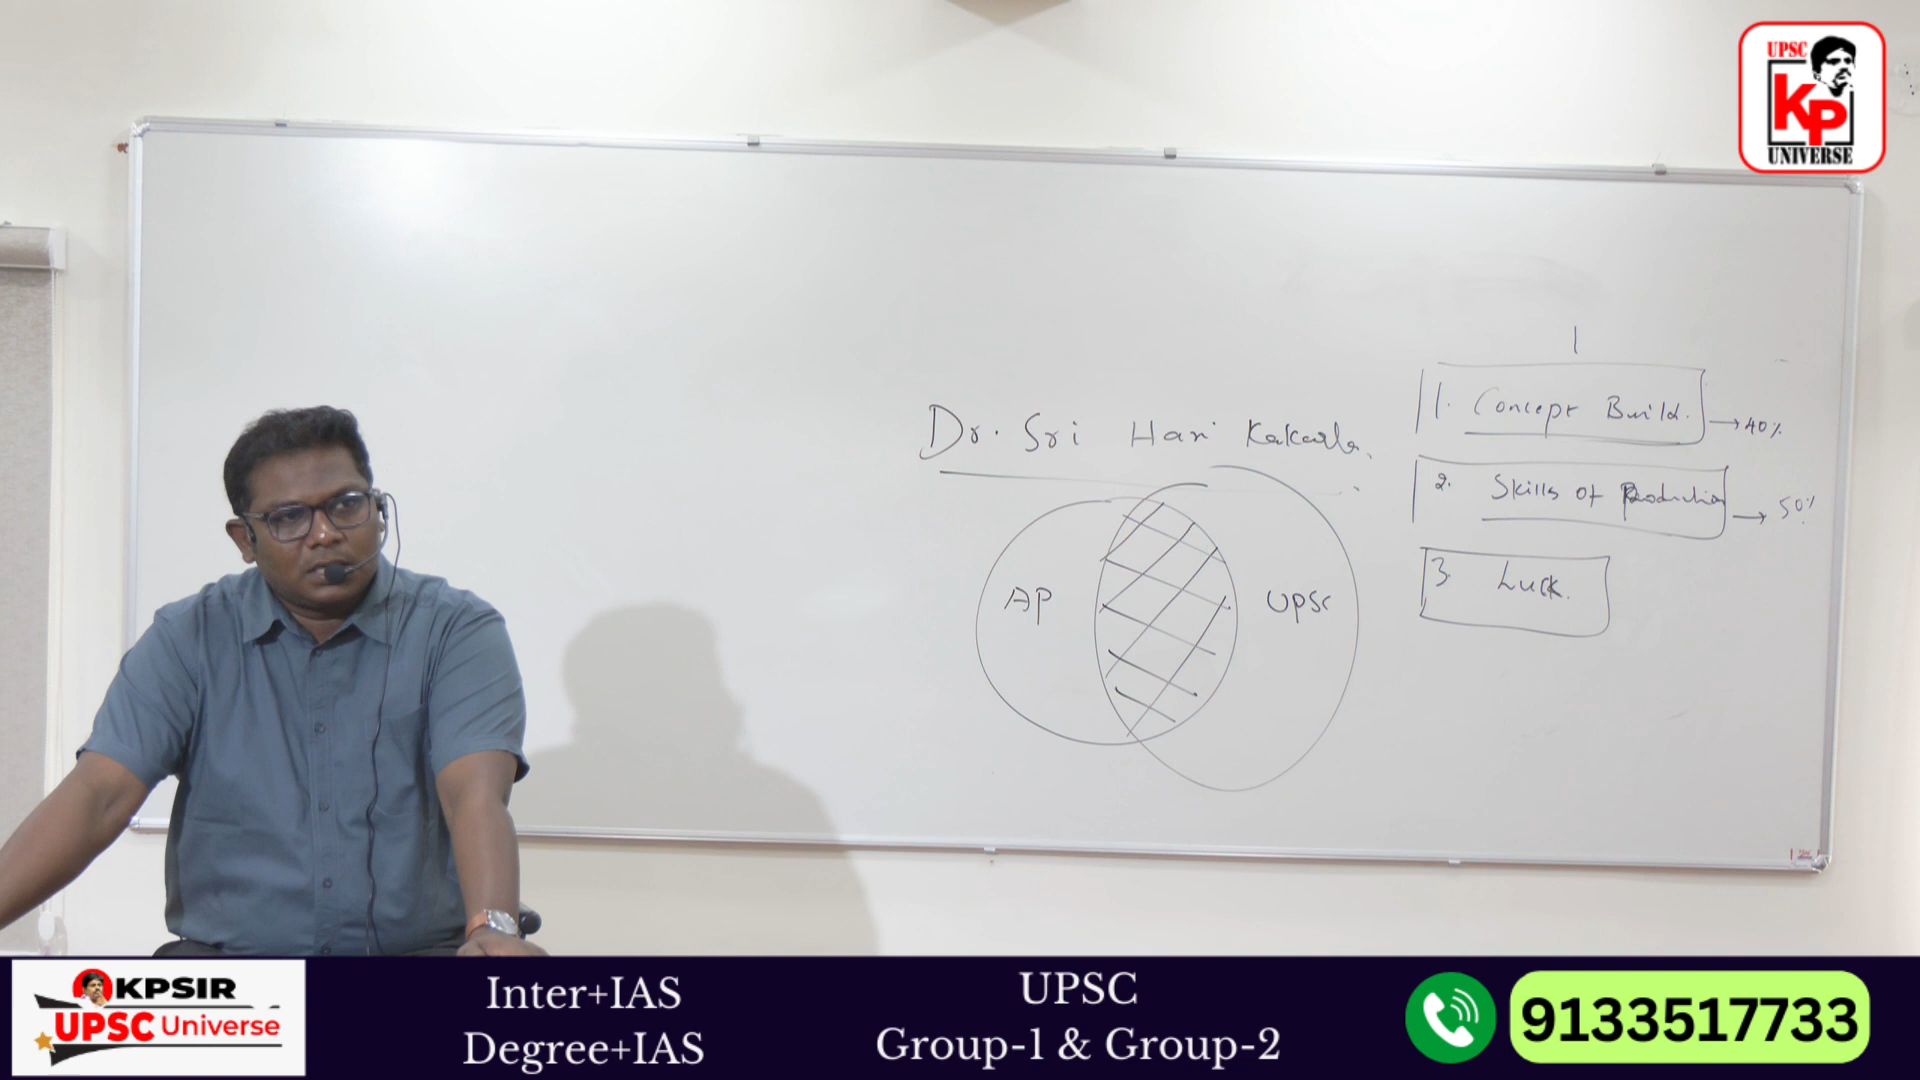 UPSC
KP
UNIVERSE
Dr. Sri Hari Kakarla.
AP
UPSC
1
1. Concept Build. → 40%
2. Skills of Production → 50%
3. Luck.
KPSIR
UPSC Universe
Inter+IAS
Degree+IAS
UPSC
Group-1 & Group-2
9133517733